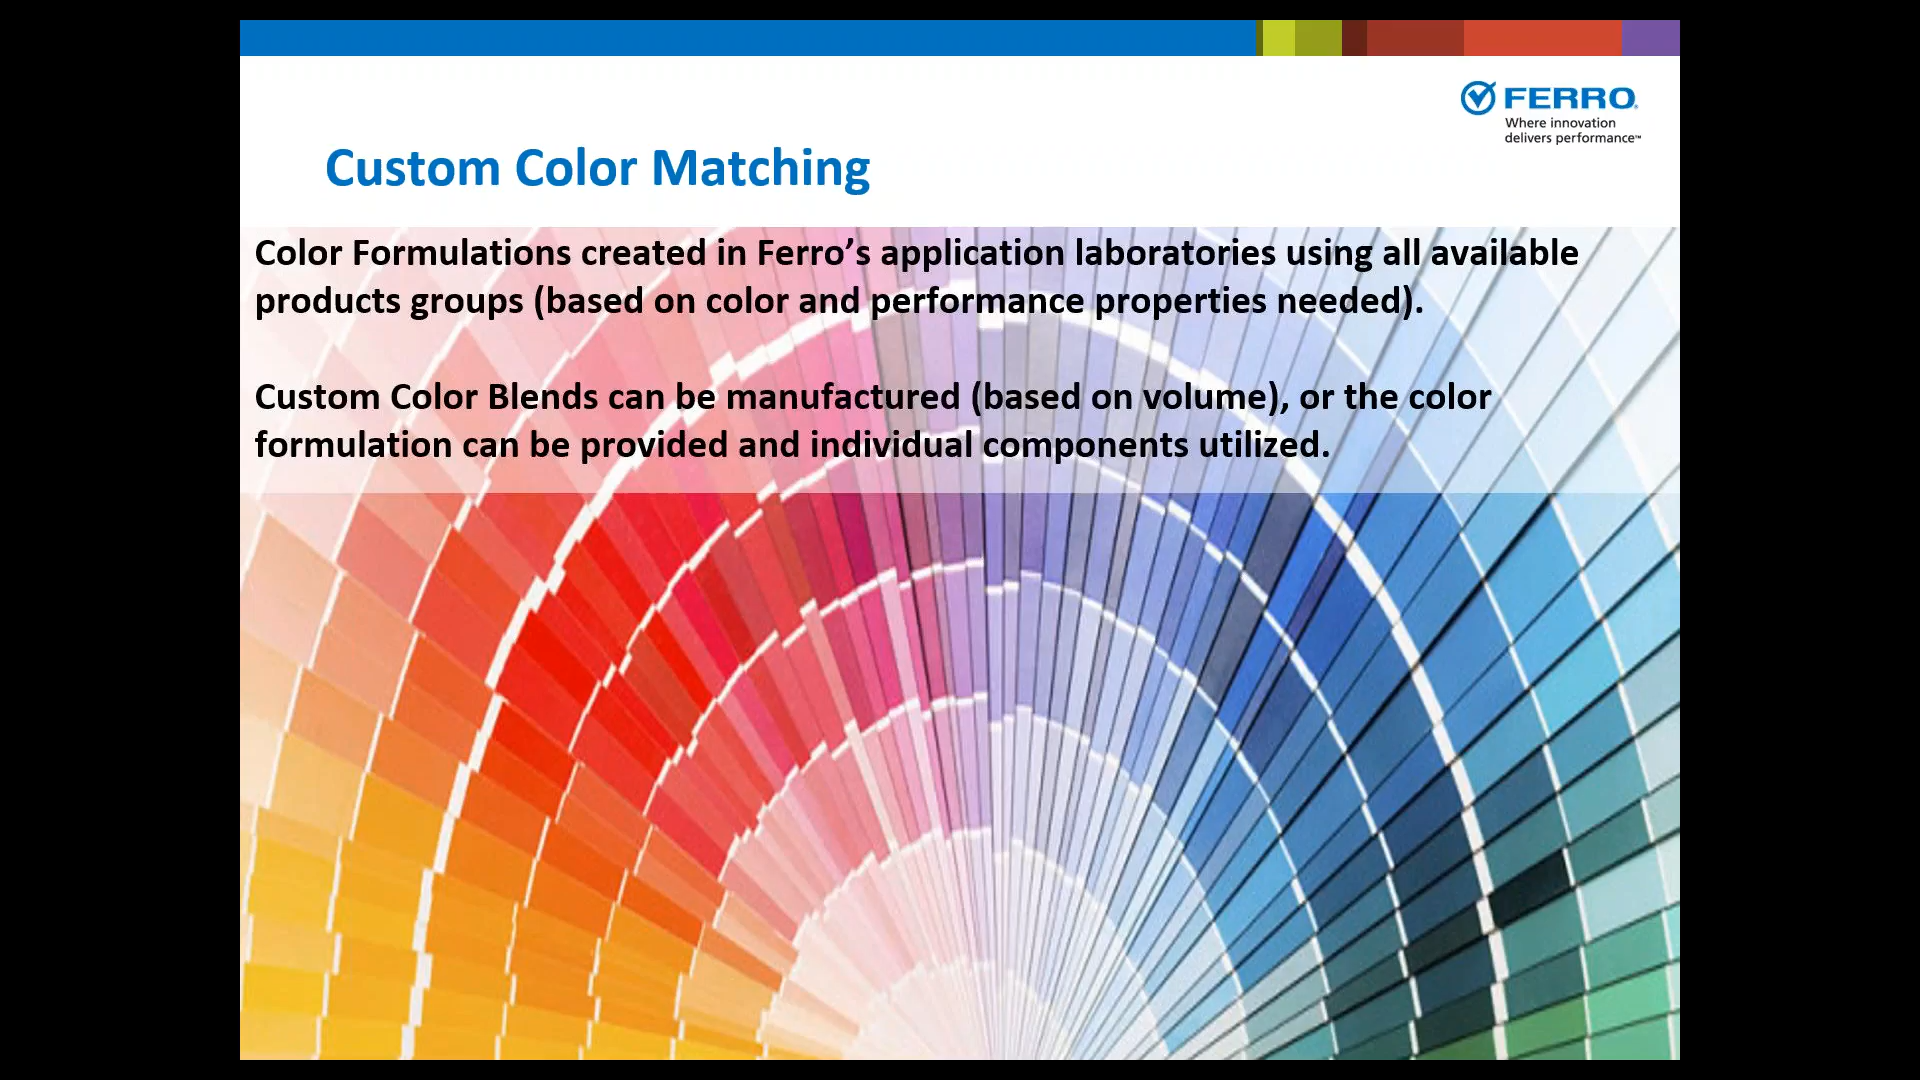 FERRO
Where innovation
delivers performance™
Custom Color Matching
Color Formulations created in Ferro’s application laboratories using all available
products groups (based on color and performance properties needed).
Custom Color Blends can be manufactured (based on volume), or the color
formulation can be provided and individual components utilized.